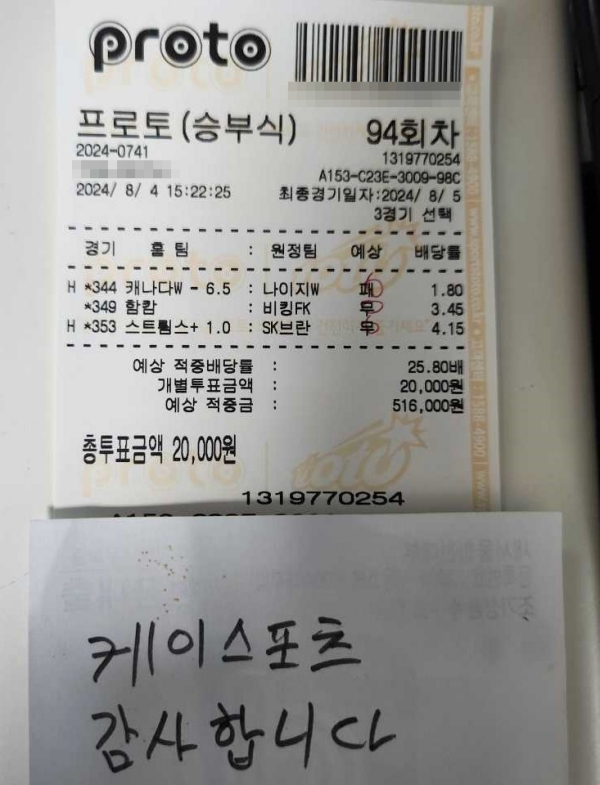 proto
프로토(승부식) 94회차
2024-0741 1319770254
A153-C23E-3009-98C
2024/ 8/ 4 15:22:25 최종경기일자:2024/ 8/ 5
3경기 선택
경기 홈 팀 : 원정팀 예상 배당률
H *344 캐나다W - 6.5 : 나이지W 패 1.80
*349 함캄 : 비킹FK 무 3.45
H *353 스트룀스+ 1.0 : SK브란 무 4.15
예상 적중배당률 : 25.80배
개별투표금액 : 20,000원
예상 적중금 : 516,000원
총투표금액 20,000원
1319770254
케이스포츠
감사합니다